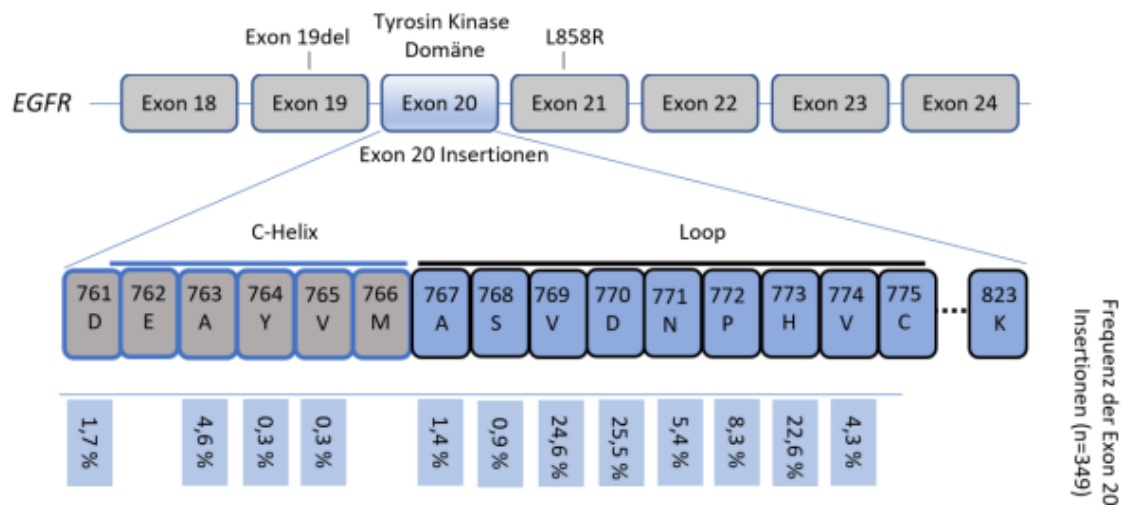 Exon 19del
Tyrosin Kinase
Domäne
L858R
EGFR
Exon 18
Exon 19
Exon 20
Exon 21
Exon 22
Exon 23
Exon 24
Exon 20 Insertionen
C-Helix
Loop
761
D
762
E
763
A
764
Y
765
V
766
M
767
A
768
S
769
V
770
D
771
N
772
P
773
H
774
V
775
C
...
823
K
1,7 %
4,6 %
0,3 %
0,3 %
1,4 %
0,9 %
24,6 %
25,5 %
5,4 %
8,3 %
22,6 %
4,3 %
Frequenz der Exon 20
Insertionen (n=349)